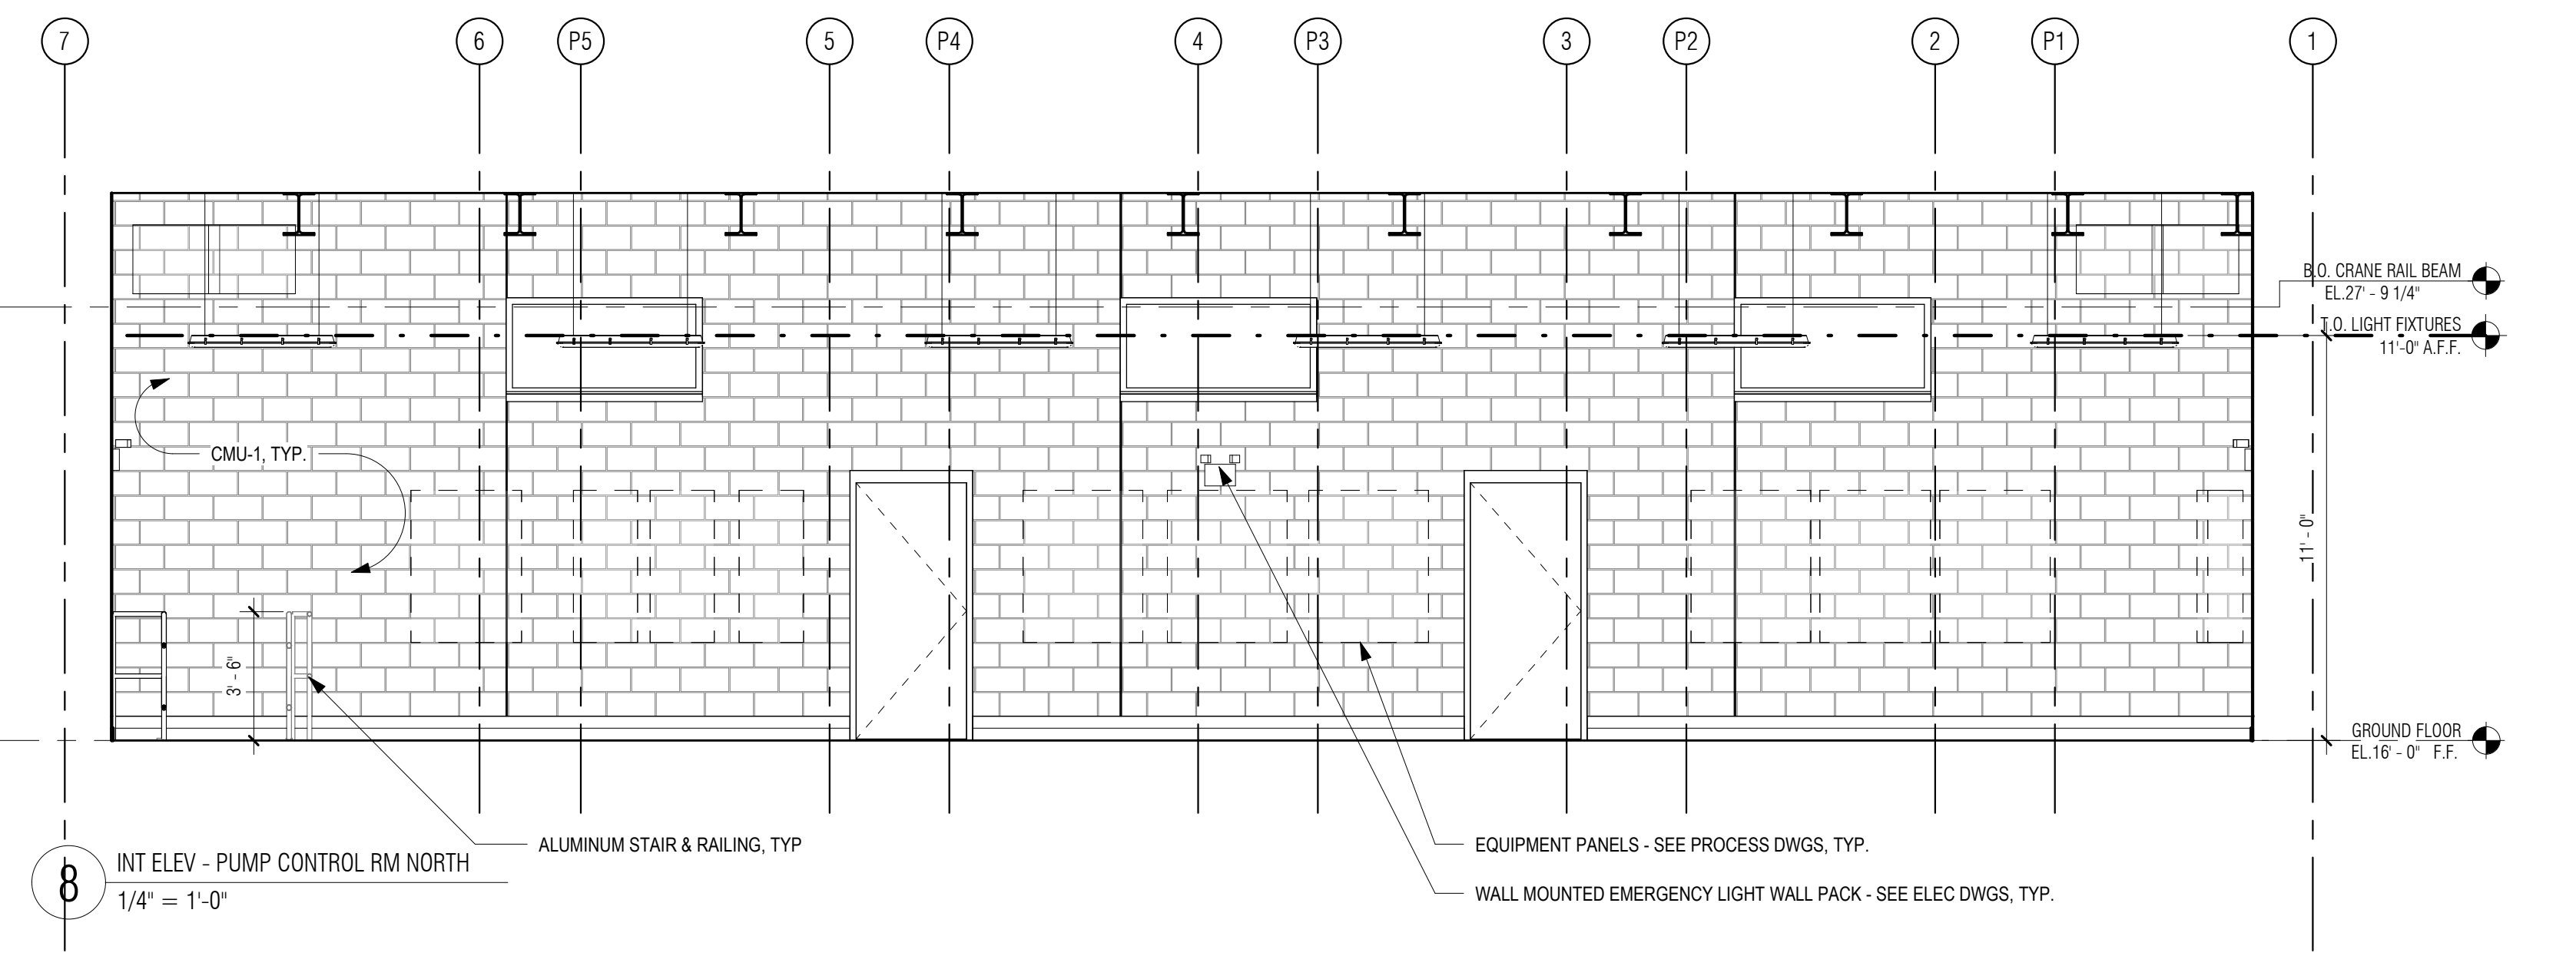 7
6
P5
5
P4
4
P3
3
P2
2
P1
1
B.O. CRANE RAIL BEAM
EL.27' - 9 1/4"
T.O. LIGHT FIXTURES
11'-0" A.F.F.
CMU-1, TYP.
11' - 0"
3' - 6"
GROUND FLOOR
EL.16' - 0" F.F.
ALUMINUM STAIR & RAILING, TYP
EQUIPMENT PANELS - SEE PROCESS DWGS, TYP.
WALL MOUNTED EMERGENCY LIGHT WALL PACK - SEE ELEC DWGS, TYP.
8
INT ELEV - PUMP CONTROL RM NORTH
1/4" = 1'-0"